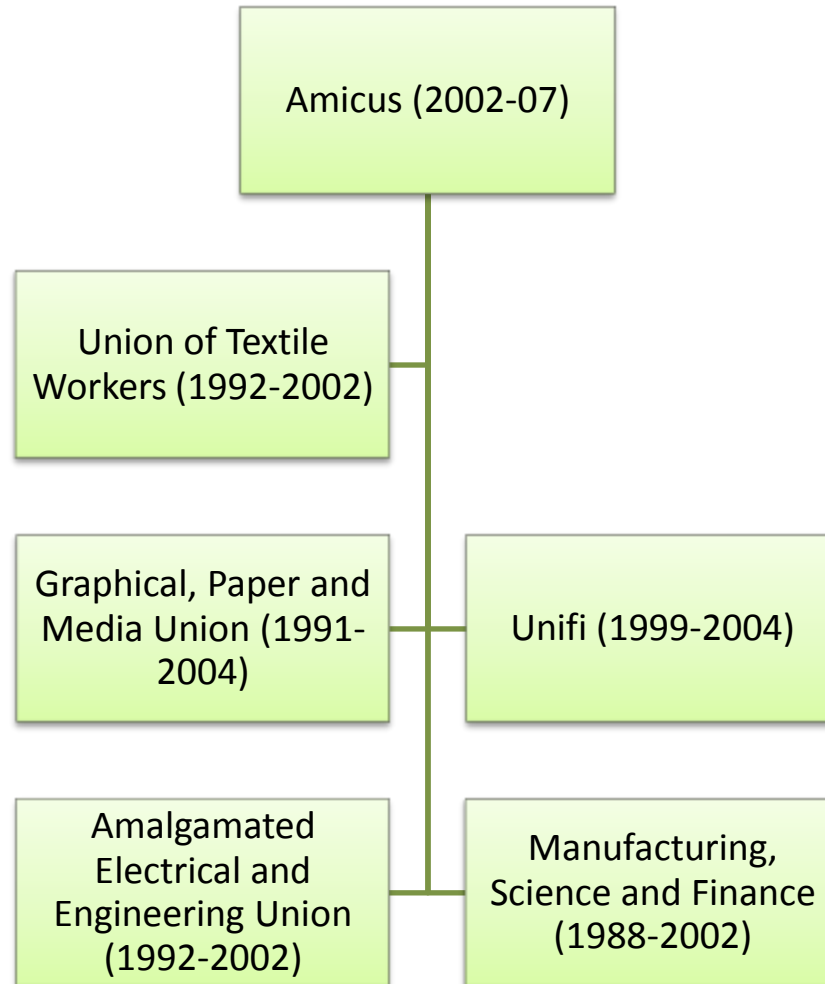 Amicus (2002-07)
Union of Textile
Workers (1992-2002)
Graphical, Paper and
Media Union (1991-
2004)
Unifi (1999-2004)
Amalgamated
Electrical and
Engineering Union
(1992-2002)
Manufacturing,
Science and Finance
(1988-2002)